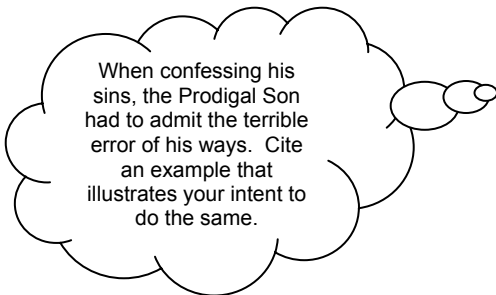 When confessing his
sins, the Prodigal Son
had to admit the terrible
error of his ways.  Cite
an example that
illustrates your intent to
do the same.